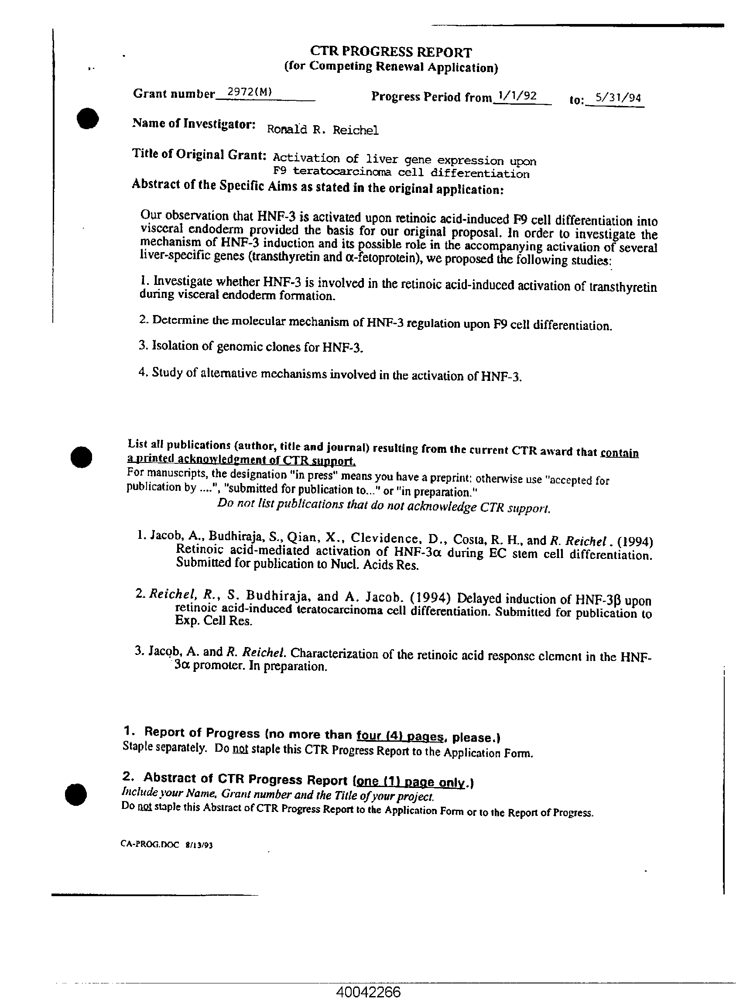 CTR PROGRESS REPORT
(for Competing Renewal Application)
Grant number 2972(M) Progress Period from 1/1/92 to: 5/31/94
Name of Investigator: Ronald R. Reichel
Title of Original Grant: Activation of liver gene expression upon
F9 teratocarcinoma cell differentiation
Abstract of the Specific Aims as stated in the original application:
Our observation that HNF-3 is activated upon retinoic acid-induced F9 cell differentiation into
visceral endoderm provided the basis for our original proposal. In order to investigate the
mechanism of HNF-3 induction and its possible role in the accompanying activation of several
liver-specific genes (transthyretin and α-fetoprotein), we proposed the following studies:
1. Investigate whether HNF-3 is involved in the retinoic acid-induced activation of transthyretin
during visceral endoderm formation.
2. Determine the molecular mechanism of HNF-3 regulation upon F9 cell differentiation.
3. Isolation of genomic clones for HNF-3.
4. Study of alternative mechanisms involved in the activation of HNF-3.
List all publications (author, title and journal) resulting from the current CTR award that contain
a printed acknowledgment of CTR support.
For manuscripts, the designation "in press" means you have a preprint; otherwise use "accepted for
publication by ....", "submitted for publication to..." or "in preparation."
Do not list publications that do not acknowledge CTR support.
1. Jacob, A., Budhiraja, S., Qian, X., Clevidence, D., Costa, R. H., and R. Reichel. (1994)
Retinoic acid-mediated activation of HNF-3α during EC stem cell differentiation.
Submitted for publication to Nucl. Acids Res.
2. Reichel, R., S. Budhiraja, and A. Jacob. (1994) Delayed induction of HNF-3β upon
retinoic acid-induced teratocarcinoma cell differentiation. Submitted for publication to
Exp. Cell Res.
3. Jacob, A. and R. Reichel. Characterization of the retinoic acid response element in the HNF-
3α promoter. In preparation.
1. Report of Progress (no more than four (4) pages, please.)
Staple separately. Do not staple this CTR Progress Report to the Application Form.
2. Abstract of CTR Progress Report (one (1) page only.)
Include your Name, Grant number and the Title of your project.
Do not staple this Abstract of CTR Progress Report to the Application Form or to the Report of Progress.
CA-PROG.DOC 8/13/93
40042266